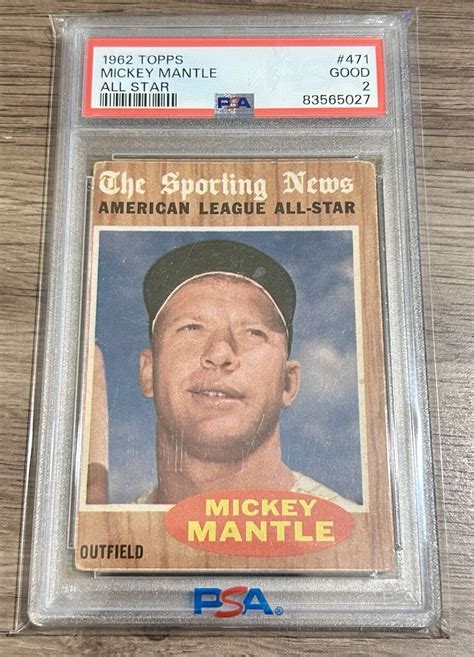 1962 TOPPS #471
MICKEY MANTLE GOOD
ALL STAR 2
PSA 83565027
The Sporting News
AMERICAN LEAGUE ALL-STAR
MICKEY
MANTLE
OUTFIELD
PSA®